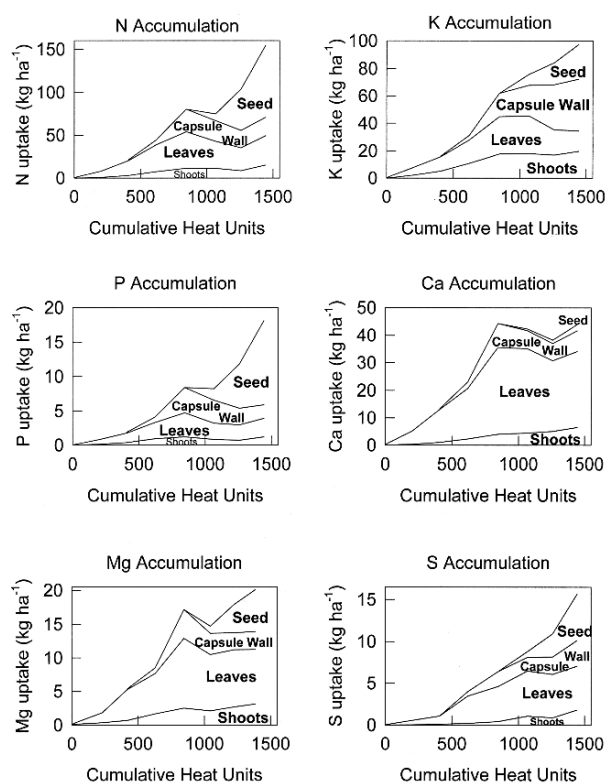 N Accumulation
N uptake (kg ha⁻¹)
150
100
50
0
Seed
Capsule
Wall
Leaves
Shoots
0 500 1000 1500
Cumulative Heat Units
K Accumulation
K uptake (kg ha⁻¹)
100
80
60
40
20
0
Seed
Capsule Wall
Leaves
Shoots
0 500 1000 1500
Cumulative Heat Units
P Accumulation
P uptake (kg ha⁻¹)
20
15
10
5
0
Seed
Capsule
Wall
Leaves
Shoots
0 500 1000 1500
Cumulative Heat Units
Ca Accumulation
Ca uptake (kg ha⁻¹)
50
40
30
20
10
0
Seed
Capsule
Wall
Leaves
Shoots
0 500 1000 1500
Cumulative Heat Units
Mg Accumulation
Mg uptake (kg ha⁻¹)
20
15
10
5
0
Seed
Capsule Wall
Leaves
Shoots
0 500 1000 1500
Cumulative Heat Units
S Accumulation
S uptake (kg ha⁻¹)
15
10
5
0
Seed
Wall
Capsule
Leaves
Shoots
0 500 1000 1500
Cumulative Heat Units